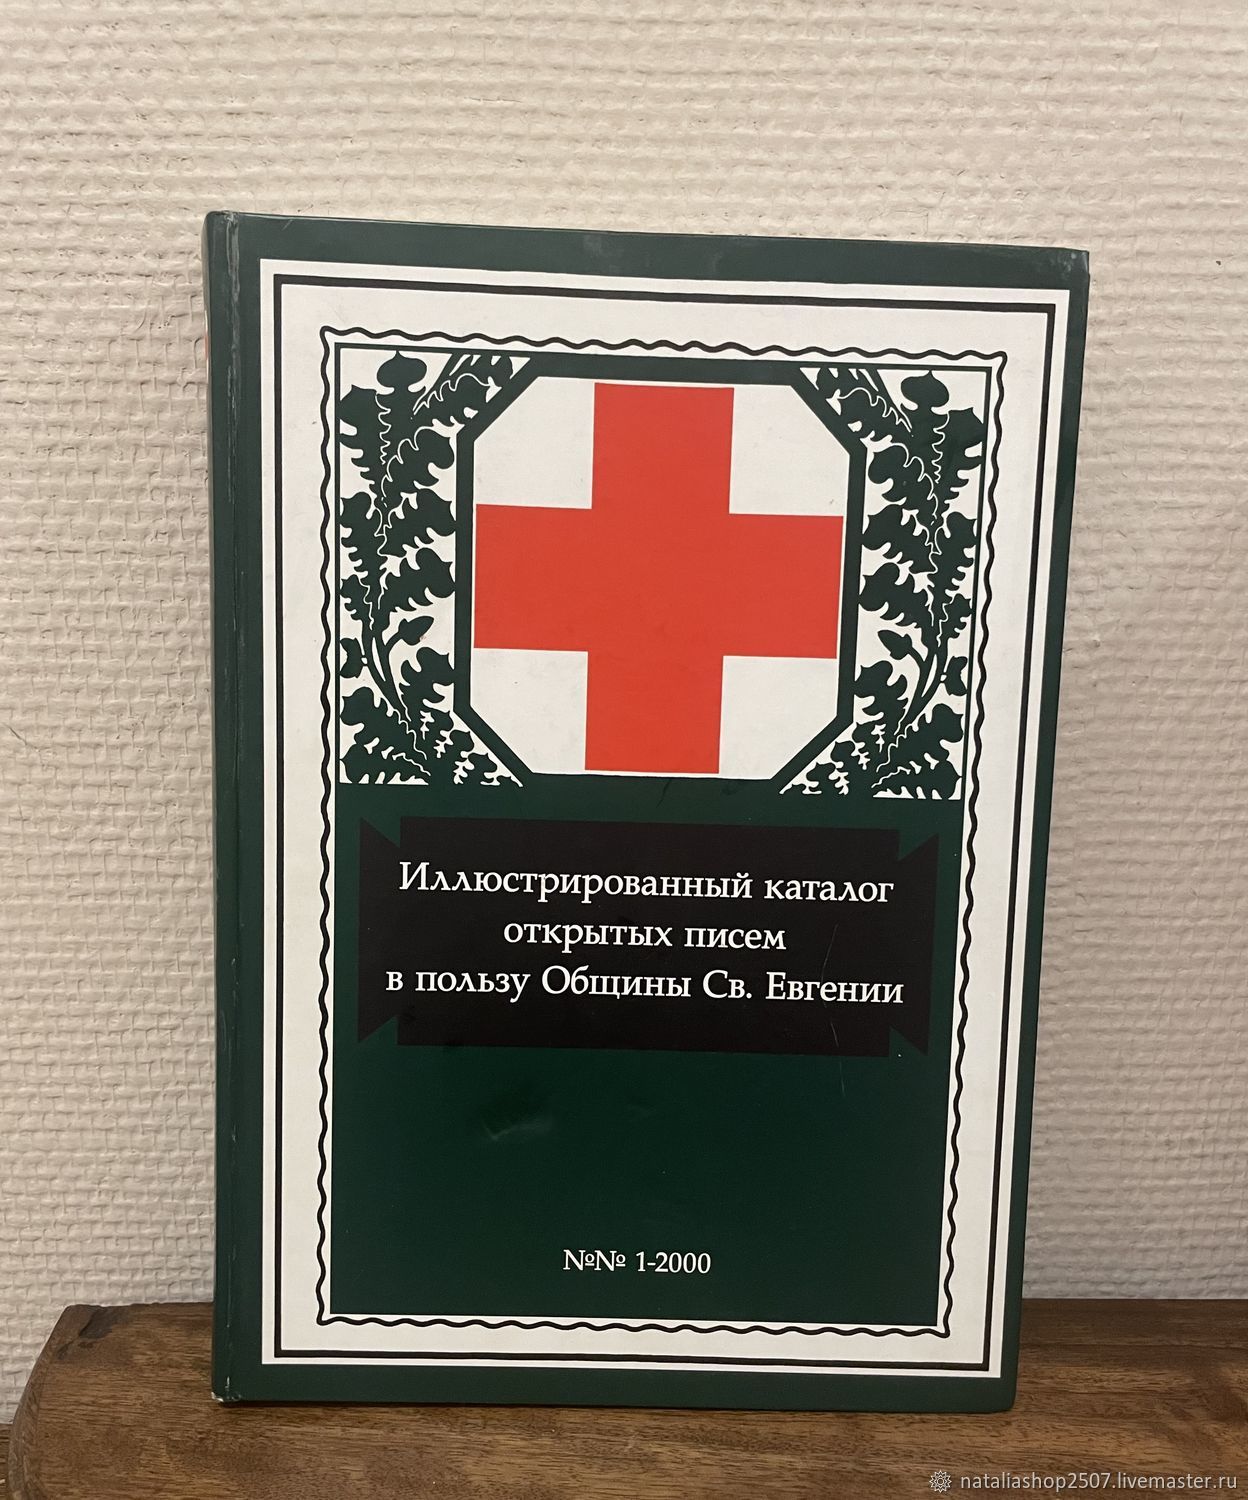 Иллюстрированный каталог
открытых писем
в пользу Общины Св. Евгении
№№ 1-2000
nataliashop2507.livemaster.ru